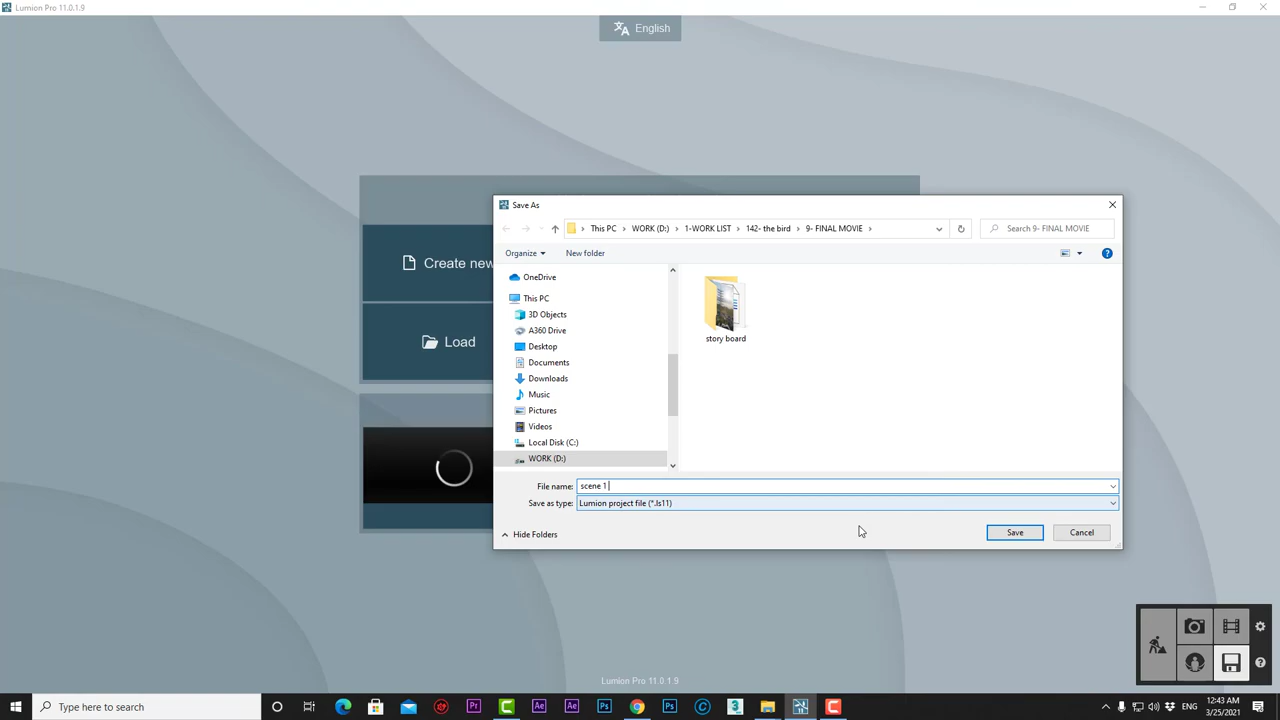 Lumion Pro 11.0.1.9
English
Save As
This PC
WORK (D:)
1-WORK LIST
142- the bird
9- FINAL MOVIE
Search 9- FINAL MOVIE
Organize
New folder
OneDrive
This PC
3D Objects
A360 Drive
Desktop
Documents
Downloads
Music
Pictures
Videos
Local Disk (C:)
WORK (D:)
story board
Create new
Load
File name:
scene 1
Save as type:
Lumion project file (*.ls11)
Hide Folders
Save
Cancel
Lumion Pro 11.0.1.9
Type here to search
ENG
12:43 AM
3/25/2021